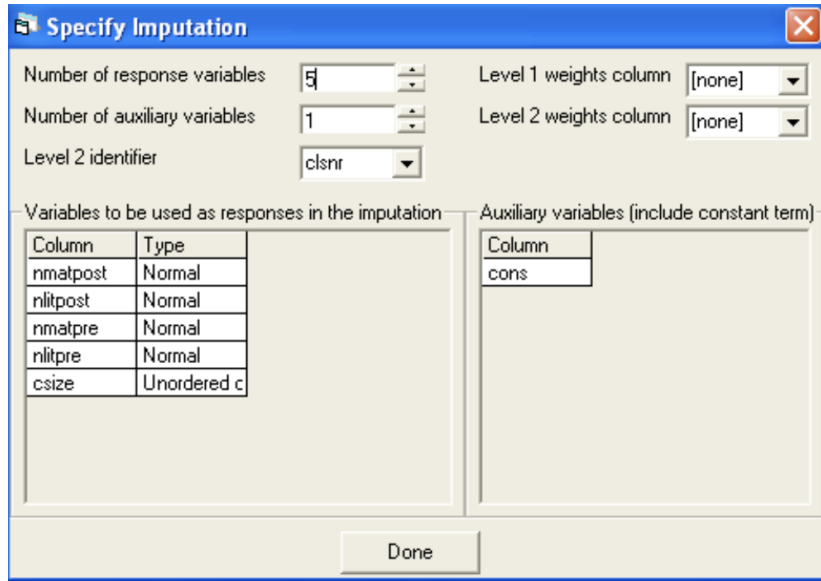 Specify Imputation
Number of response variables 5 Level 1 weights column [none]
Number of auxiliary variables 1 Level 2 weights column [none]
Level 2 identifier clsnr
Variables to be used as responses in the imputation Auxiliary variables (include constant term)
Column Type Column
nmatpost Normal cons
nlitpost Normal
nmatpre Normal
nlitpre Normal
csize Unordered c
Done